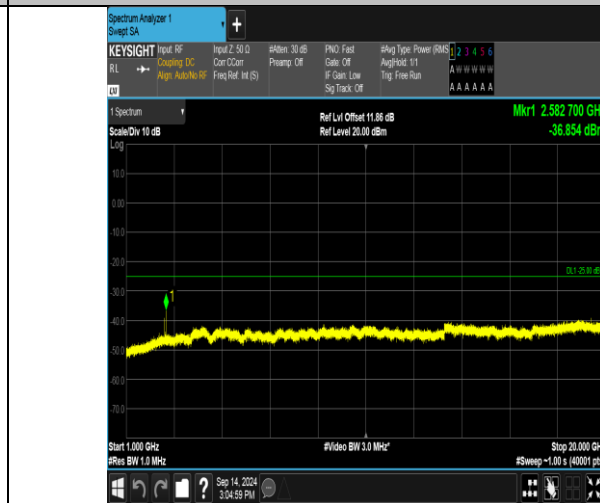 Spectrum Analyzer 1
Swept SA
+
KEYSIGHT Input: RF Input Z: 50 Ω #Atten: 30 dB PNO: Fast #Avg Type: Power (RMS 1 2 3 4 5 6
RL Coupling: DC Corr CCorr Preamp: Off Gate: Off Avg|Hold: 1/1 A W W W W W
Align: Auto/No RF Freq Ref: Int (S) IF Gain: Low Trig: Free Run
LXI Sig Track: Off A A A A A A
1 Spectrum Ref Lvl Offset 11.86 dB Mkr1 2.582 700 GH
Scale/Div 10 dB Ref Level 20.00 dBm -36.854 dBr
Log
10.0
0.00
-10.0
-20.0
DL1 -25.00 dB
-30.0
1
-40.0
-50.0
-60.0
-70.0
Start 1.000 GHz #Video BW 3.0 MHz* Stop 20.000 GH
#Res BW 1.0 MHz #Sweep ~1.00 s (40001 pt
? Sep 14, 2024
3:04:59 PM